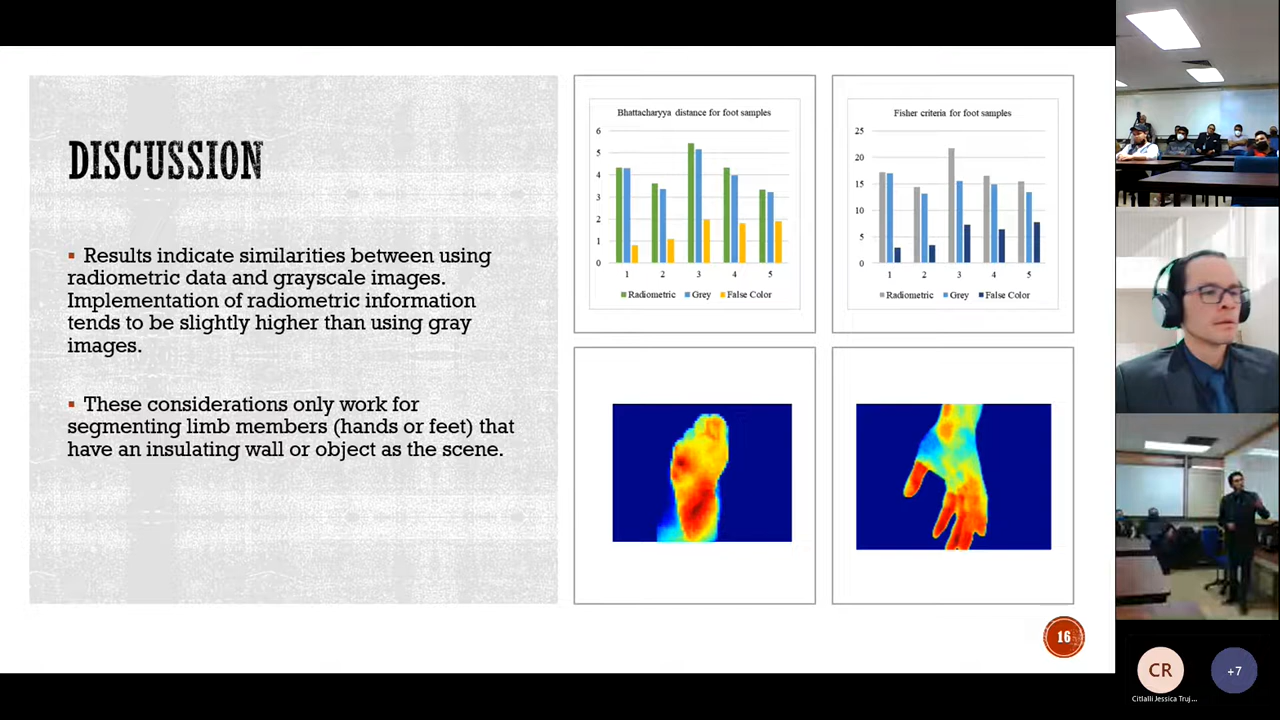 DISCUSSION
▪ Results indicate similarities between using
radiometric data and grayscale images.
Implementation of radiometric information
tends to be slightly higher than using gray
images.
▪ These considerations only work for
segmenting limb members (hands or feet) that
have an insulating wall or object as the scene.
Bhattacharyya distance for foot samples
6
5
4
3
2
1
0
1 2 3 4 5
Radiometric Grey False Color
Fisher criteria for foot samples
25
20
15
10
5
0
1 2 3 4 5
Radiometric Grey False Color
16
CR
Citlalli Jessica Truj...
+7